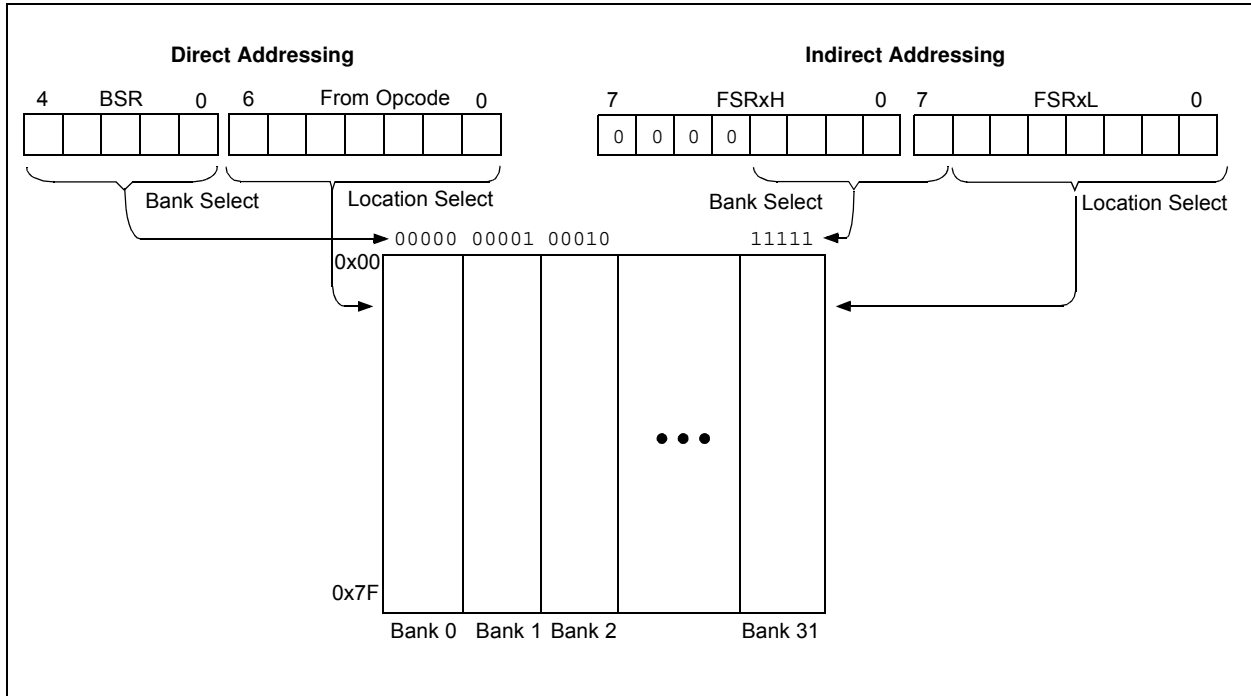 Direct Addressing
Indirect Addressing
4 BSR 0 6 From Opcode 0
7 FSRxH 0 7 FSRxL 0
0 0 0 0
Bank Select Location Select
Bank Select Location Select
00000 00001 00010 11111
0x00
0x7F
Bank 0 Bank 1 Bank 2 Bank 31